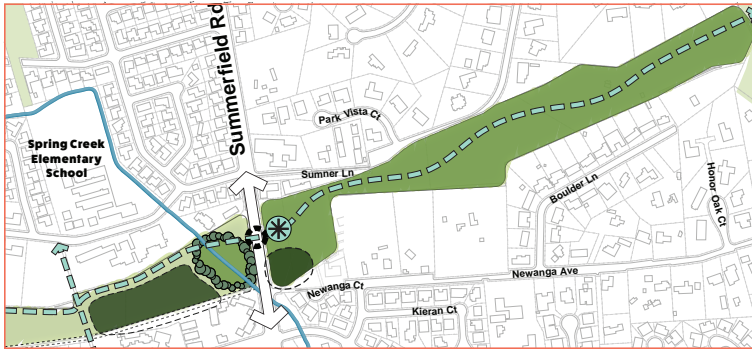 Summerfield Rd
Park Vista Ct
Spring Creek
Elementary
School
Sumner Ln
Boulder Ln
Honor Oak Ct
Newanga Ave
Newanga Ct
Kieran Ct